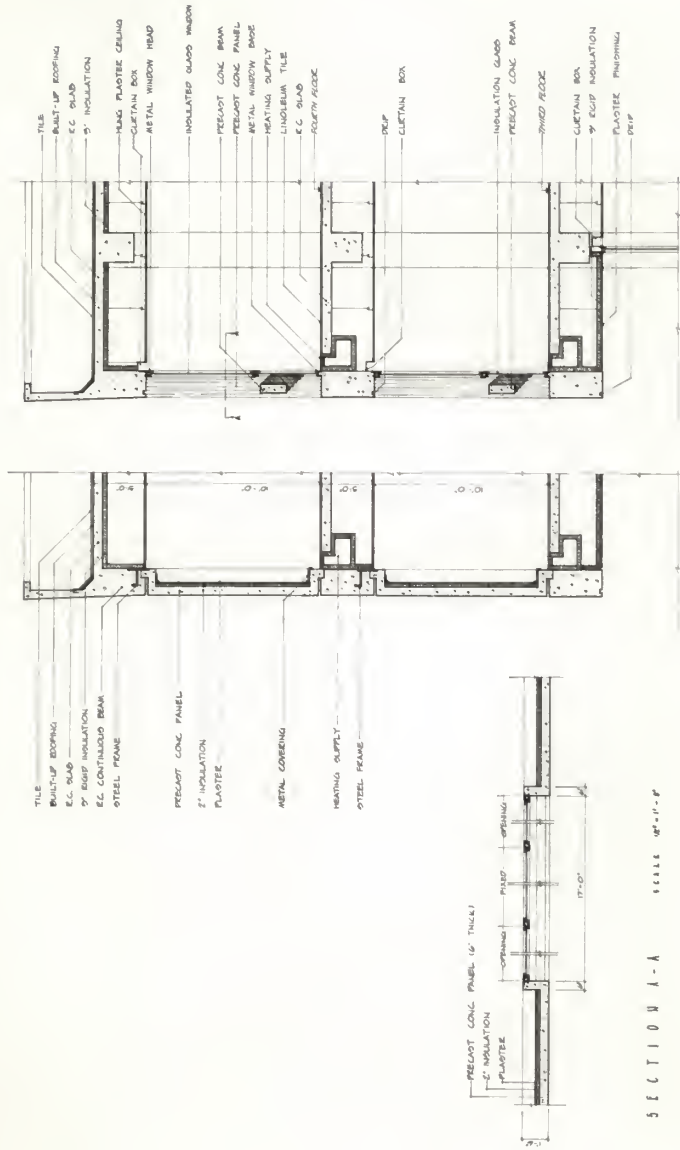 TILE
BUILT-UP ROOFING
R.C SLAB
3" INSULATION
HUNG PLASTER CEILING
CURTAIN BOX
METAL WINDOW HEAD
INSULATED GLASS WINDOW
PRECAST CONC BEAM
PRECAST CONC PANEL
METAL WINDOW BASE
HEATING SUPPLY
LINOLEUM TILE
R C SLAB
FOURTH FLOOR
DRIP
CURTAIN BOX
INSULATION GLASS
PRECAST CONC BEAM
THIRD FLOOR
CURTAIN BOX
3" RIGID INSULATION
PLASTER FINISHING
DRIP
TILE
BUILT-UP ROOFING
R.C. SLAB
3" RIGID INSULATION
R.C. CONTINUOUS BEAM
STEEL FRAME
PRECAST CONC PANEL
2" INSULATION
PLASTER
METAL COVERING
HEATING SUPPLY
STEEL FRAME
10'-0"
10'-0"
PRECAST CONC PANEL (6" THICK)
2" INSULATION
PLASTER
OPENING
FIXED
OPENING
17'-0"
SECTION A-A
SCALE 1/2"=1'-0"